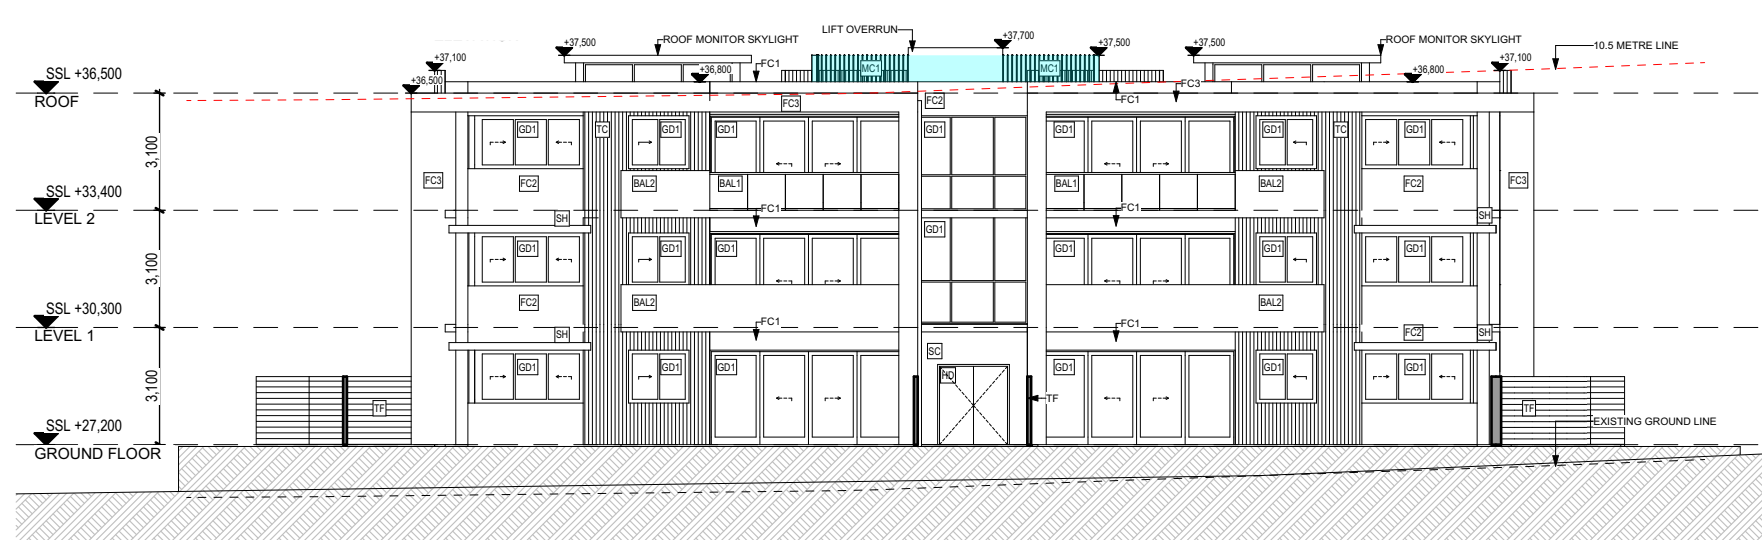 LIFT OVERRUN
+37,500
ROOF MONITOR SKYLIGHT
+37,700
+37,500
+37,500
ROOF MONITOR SKYLIGHT
10.5 METRE LINE
+37,100
FC1
MC1
MC1
+37,100
SSL +36,500
+36,500
+36,800
FC3
+36,800
ROOF
FC3
FC2
FC1
GD1
TC
GD1
GD1
GD1
GD1
GD1
TC
GD1
3,100
FC3
FC2
BAL2
BAL1
BAL1
BAL2
FC2
FC3
SSL +33,400
LEVEL 2
SH
FC1
FC1
SH
GD1
GD1
GD1
GD1
GD1
GD1
GD1
3,100
FC2
BAL2
BAL2
SSL +30,300
LEVEL 1
SH
FC1
FC1
FC2
SH
SC
GD1
GD1
GD1
HD
GD1
GD1
GD1
3,100
TF
TF
TF
SSL +27,200
EXISTING GROUND LINE
GROUND FLOOR